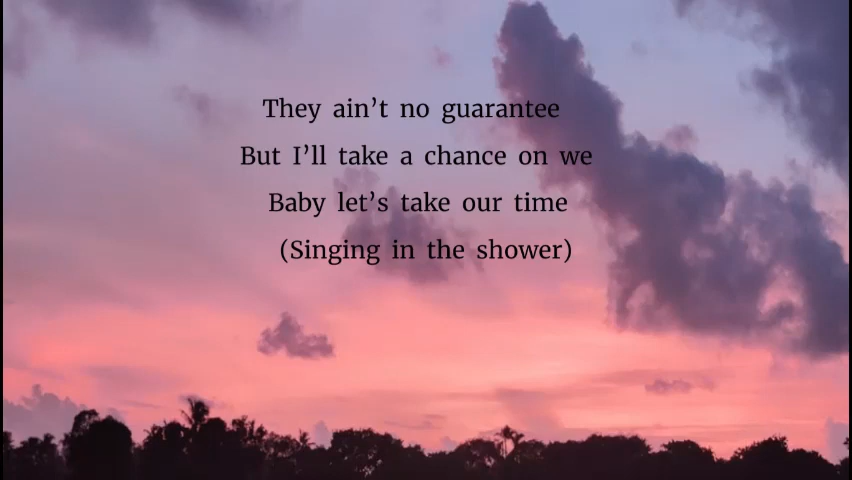 They ain’t no guarantee
But I’ll take a chance on we
Baby let’s take our time
(Singing in the shower)